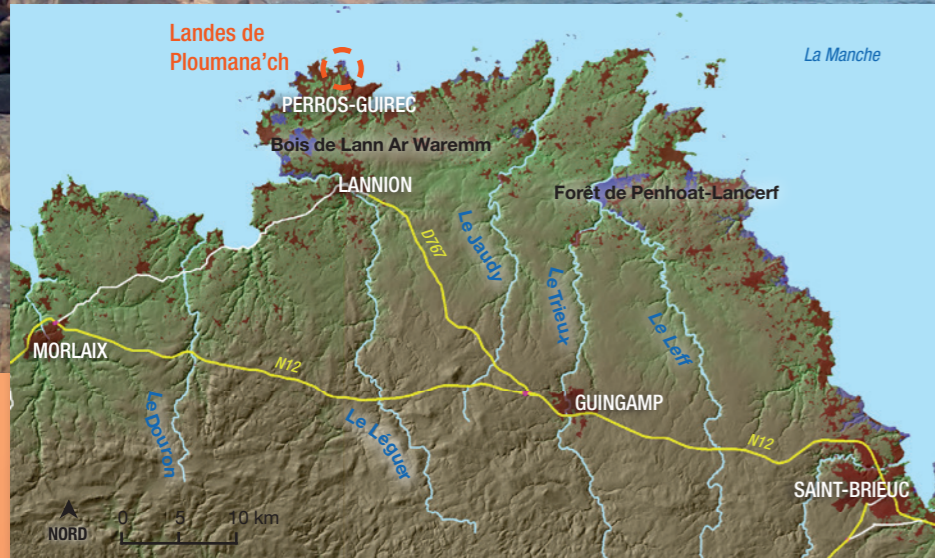 Landes de
Ploumana’ch
La Manche
PERROS-GUIREC
Bois de Lann Ar Waremm
LANNION
Forêt de Penhoat-Lancerf
D767
Le Jaudy
Le Trieux
Le Leff
MORLAIX
N12
Le Douron
Le Léguer
GUINGAMP
N12
SAINT-BRIEUC
NORD
0 5 10 km